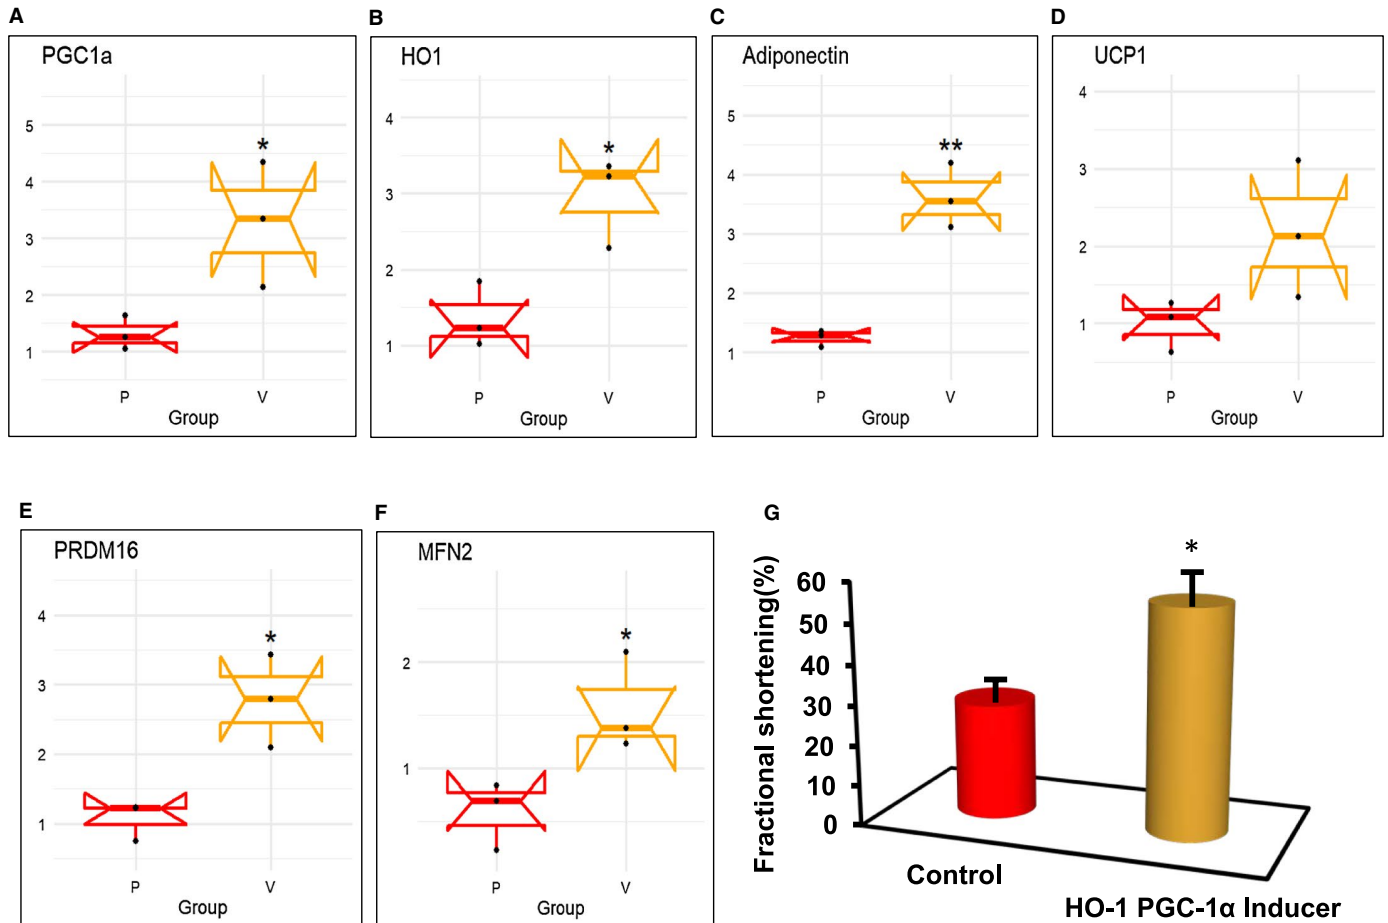 A
PGC1a
5
4
3
2
1
*
P V
Group
B
HO1
4
3
2
1
*
P V
Group
C
Adiponectin
5
4
3
2
1
**
P V
Group
D
UCP1
4
3
2
1
P V
Group
E
PRDM16
4
3
2
1
*
P V
Group
F
MFN2
2
1
*
P V
Group
G
Fractional shortening(%)
60
50
40
30
20
10
0
*
Control
HO-1 PGC-1α Inducer